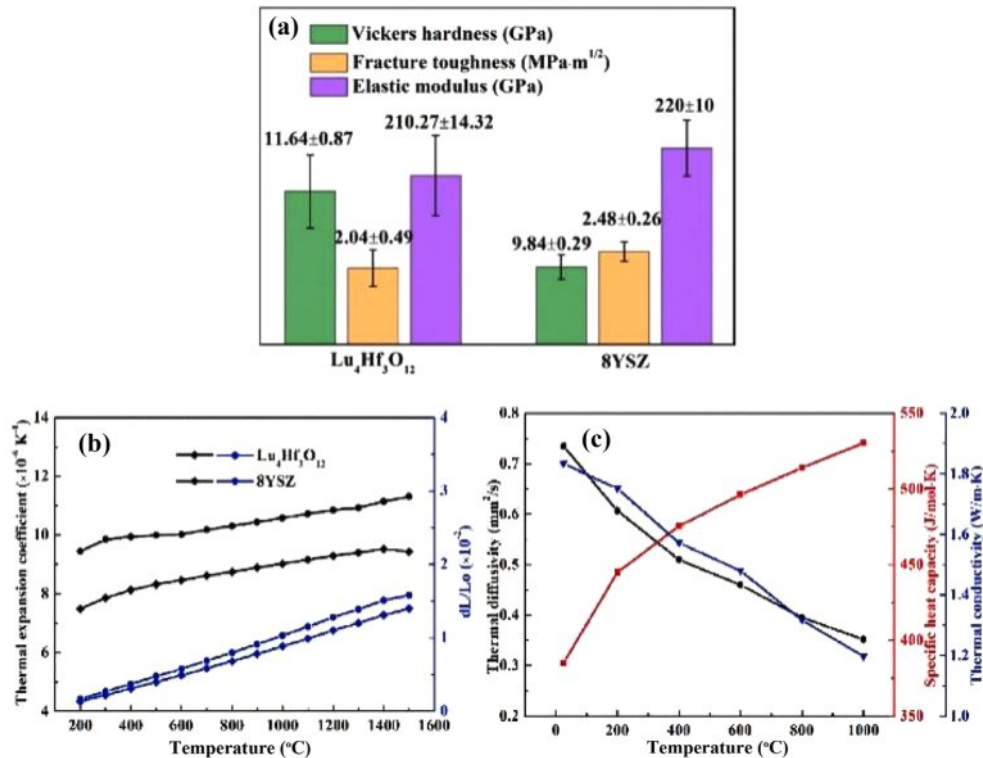 (a)
Vickers hardness (GPa)
Fracture toughness (MPa·m^1/2)
Elastic modulus (GPa)
11.64±0.87
2.04±0.49
210.27±14.32
9.84±0.29
2.48±0.26
220±10
Lu₄Hf₃O₁₂
8YSZ
(b)
Lu₄Hf₃O₁₂
8YSZ
Thermal expansion coefficient (×10⁻⁶ K⁻¹)
14
12
10
8
6
4
dL/Lo (×10⁻²)
4
3
2
1
0
200 400 600 800 1000 1200 1400 1600
Temperature (°C)
(c)
Thermal diffusivity (mm²/s)
0.8
0.7
0.6
0.5
0.4
0.3
0.2
Specific heat capacity (J/mol·K)
550
500
450
400
350
Thermal conductivity (W/m·K)
2.0
1.8
1.6
1.4
1.2
1.0
0 200 400 600 800 1000
Temperature (°C)